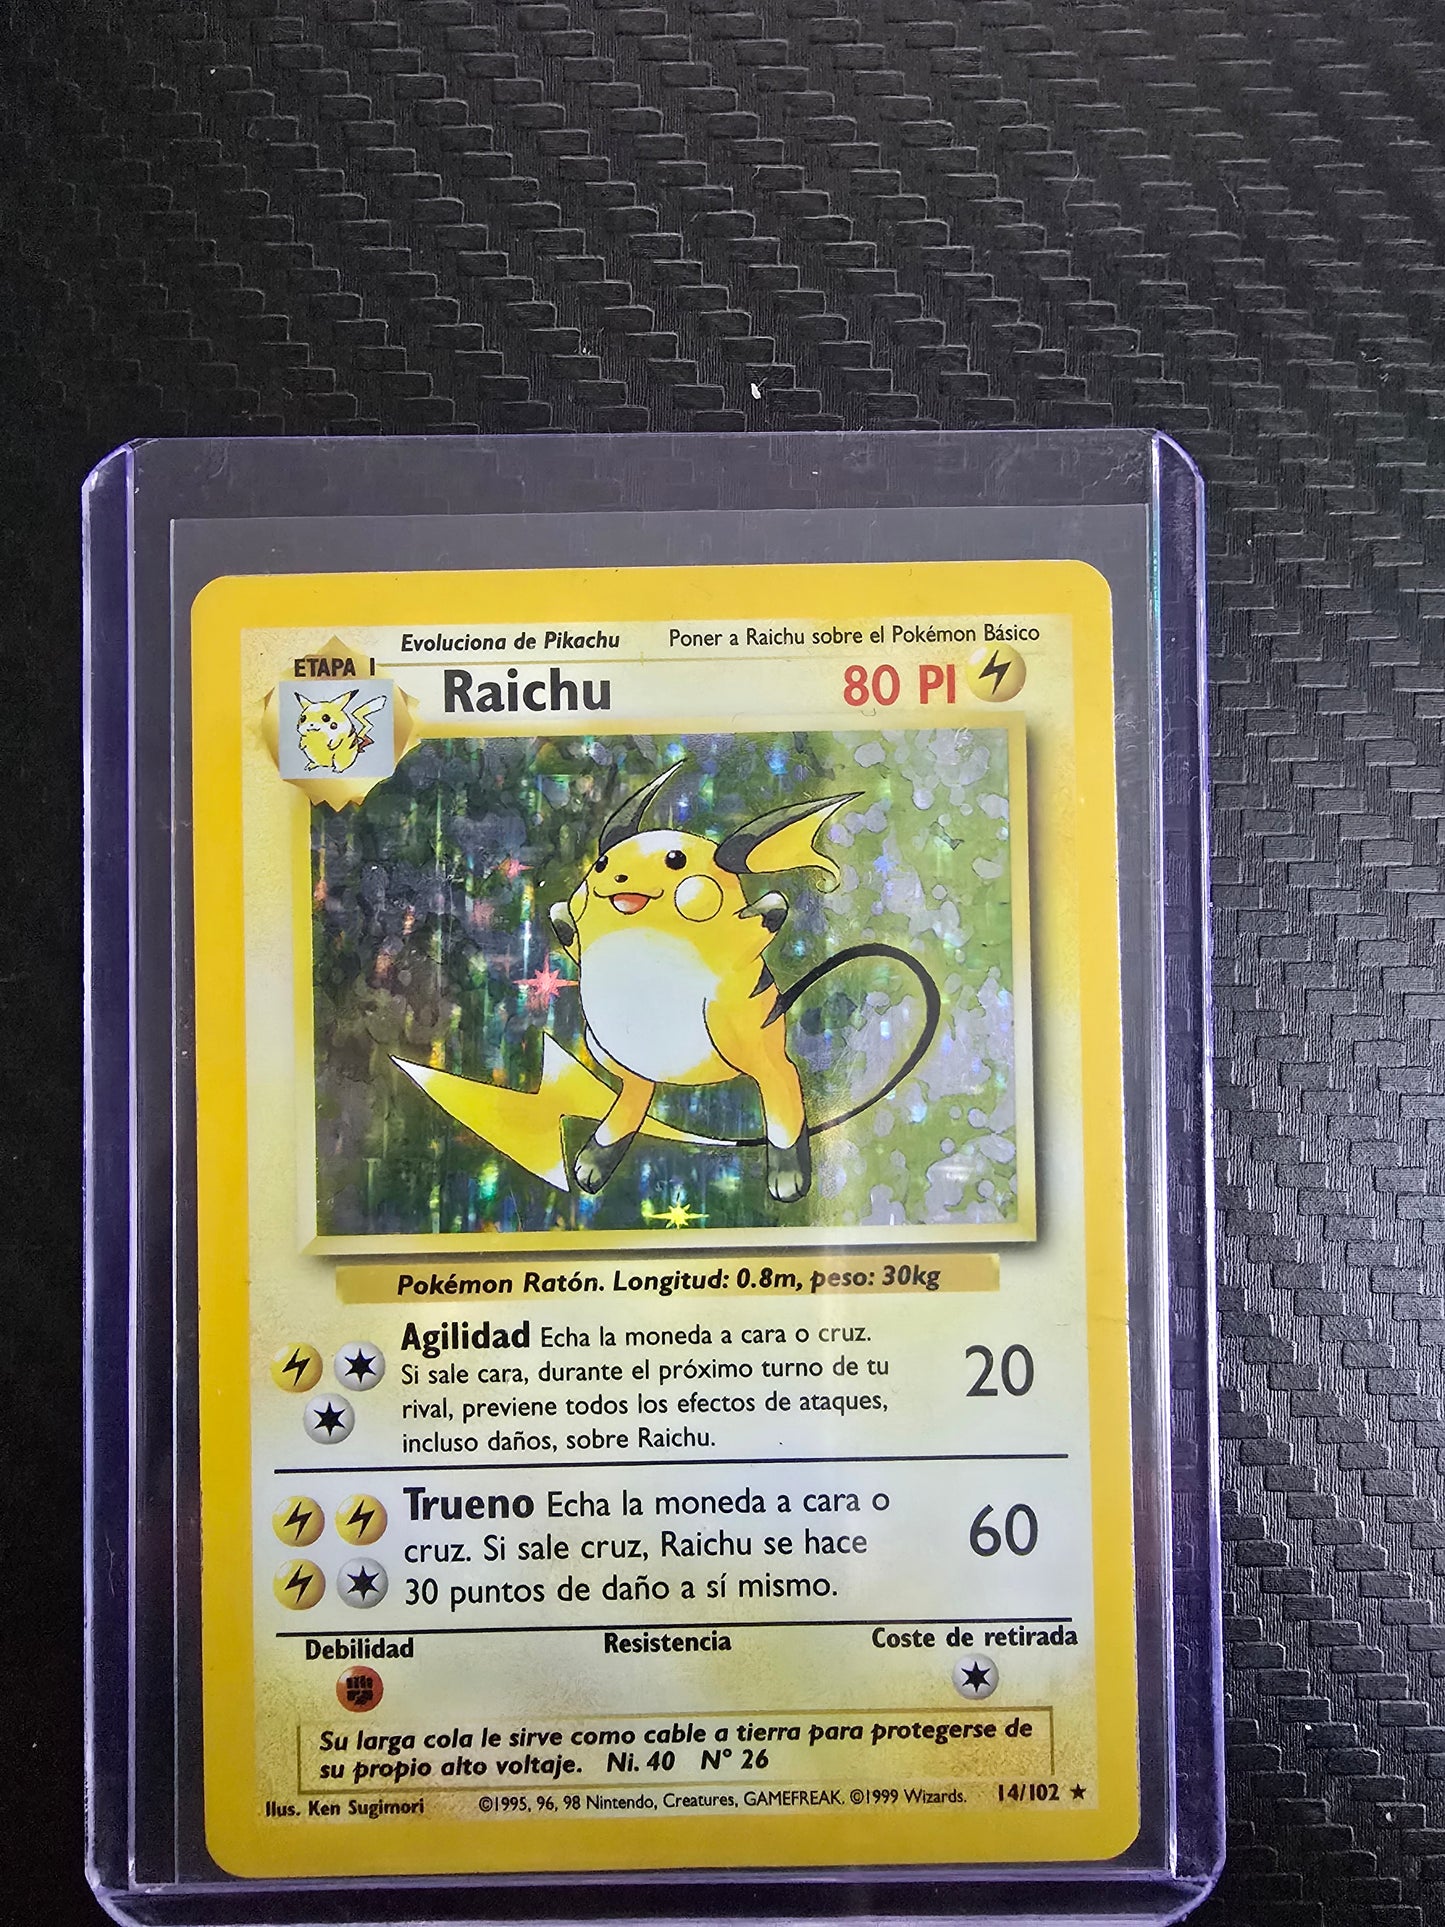 Evoluciona de Pikachu Poner a Raichu sobre el Pokémon Básico
ETAPA 1
Raichu 80 PI
Pokémon Ratón. Longitud: 0.8m, peso: 30kg
Agilidad Echa la moneda a cara o cruz.
Si sale cara, durante el próximo turno de tu
rival, previene todos los efectos de ataques,
incluso daños, sobre Raichu.
20
Trueno Echa la moneda a cara o
cruz. Si sale cruz, Raichu se hace
30 puntos de daño a sí mismo.
60
Debilidad Resistencia Coste de retirada
Su larga cola le sirve como cable a tierra para protegerse de
su propio alto voltaje. Ni. 40 N° 26
Ilus. Ken Sugimori ©1995, 96, 98 Nintendo, Creatures, GAMEFREAK. ©1999 Wizards. 14/102 ★